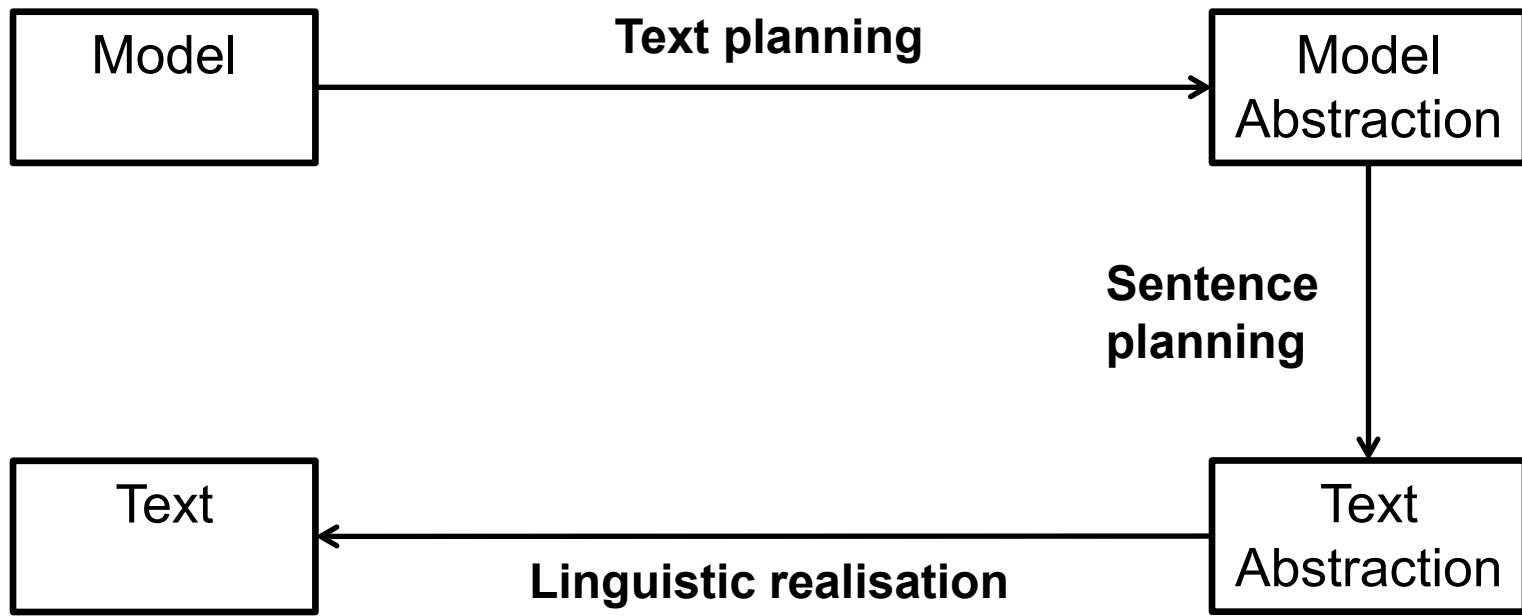 Model
Text planning
Model
Abstraction
Sentence
planning
Text
Linguistic realisation
Text
Abstraction